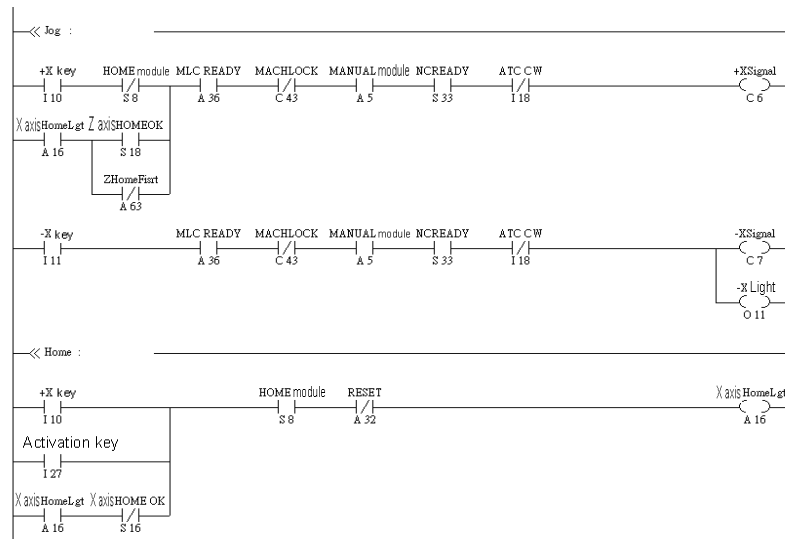 Jog :
+X key HOME module MLC READY MACHLOCK MANUAL module NCREADY ATC CW +XSignal
I 10 S 8 A 36 C 43 A 5 S 33 I 18 C 6
X axis HomeLgt Z axis HOMEOK
A 16 S 18
ZHomeFisrt
A 63
-X key MLC READY MACHLOCK MANUAL module NCREADY ATC CW -XSignal
I 11 A 36 C 43 A 5 S 33 I 18 C 7
-X Light
O 11
Home :
+X key HOME module RESET X axis HomeLgt
I 10 S 8 A 32 A 16
Activation key
I 27
X axis HomeLgt X axis HOME OK
A 16 S 16